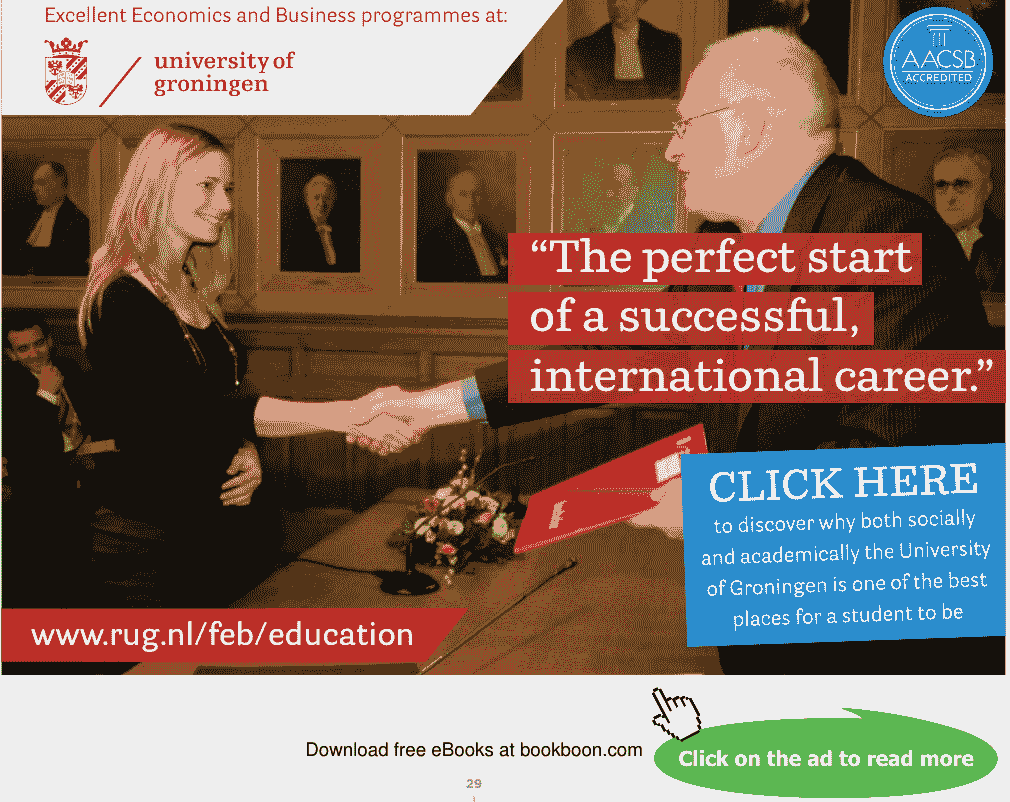 Excellent Economics and Business programmes at:
university of
groningen
AACSB
ACCREDITED
“The perfect start
of a successful,
international career.”
CLICK HERE
to discover why both socially
and academically the University
of Groningen is one of the best
places for a student to be
www.rug.nl/feb/education
Download free eBooks at bookboon.com
Click on the ad to read more
29